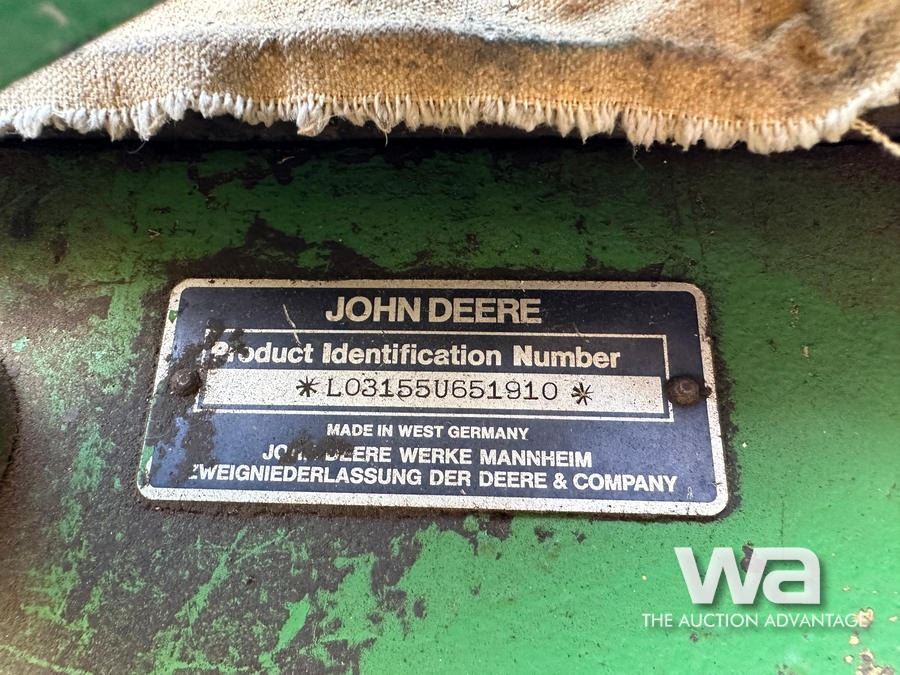 JOHN DEERE
Product Identification Number
*L03155U651910*
MADE IN WEST GERMANY
JOHN DEERE WERKE MANNHEIM
ZWEIGNIEDERLASSUNG DER DEERE & COMPANY
wa
THE AUCTION ADVANTAGE